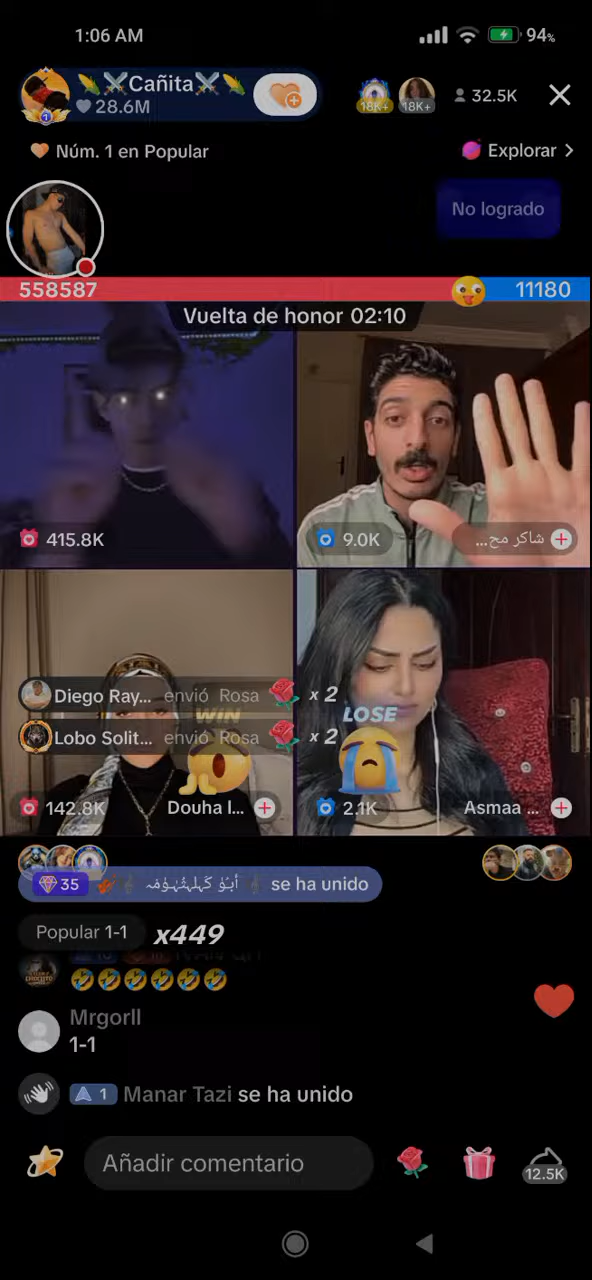 1:06 AM
94%
🌽⚔️Cañita⚔️🌽
28.6M
18K+
18K+
32.5K
Núm. 1 en Popular
Explorar >
No logrado
558587
11180
Vuelta de honor 02:10
415.8K
9.0K
شاكر مح...
Diego Ray... envió Rosa x 2
WIN
LOSE
Lobo Solit... envió Rosa x 2
142.8K
Douha I...
2.1K
Asmaa ...
35
se ha unido
Popular 1-1
x449
🤣🤣🤣🤣🤣🤣
Mrgorll
1-1
1 Manar Tazi se ha unido
Añadir comentario
12.5K